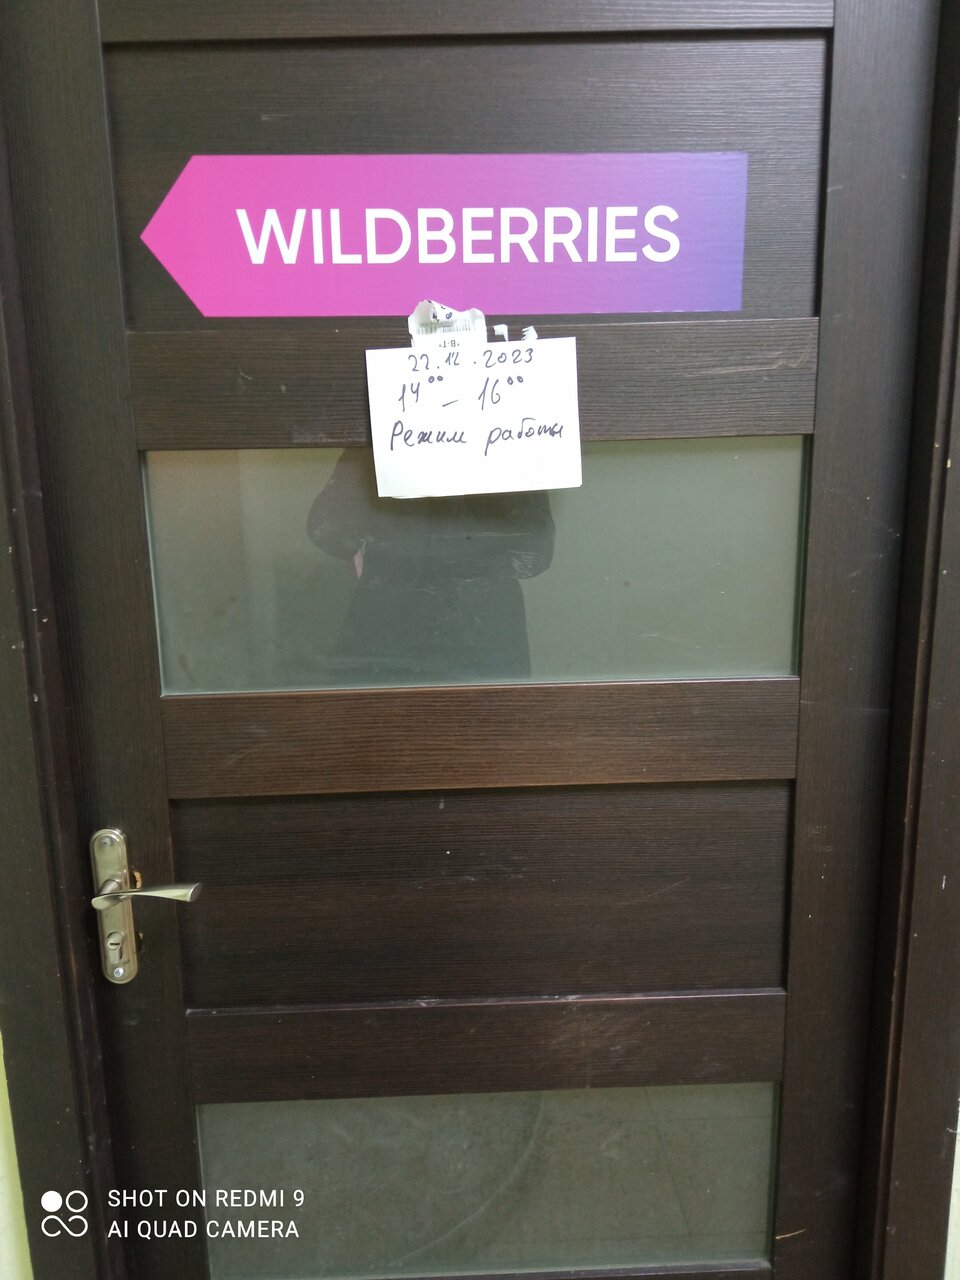 WILDBERRIES
22.12.2023
14⁰⁰ – 16⁰⁰
Режим работы
SHOT ON REDMI 9
AI QUAD CAMERA